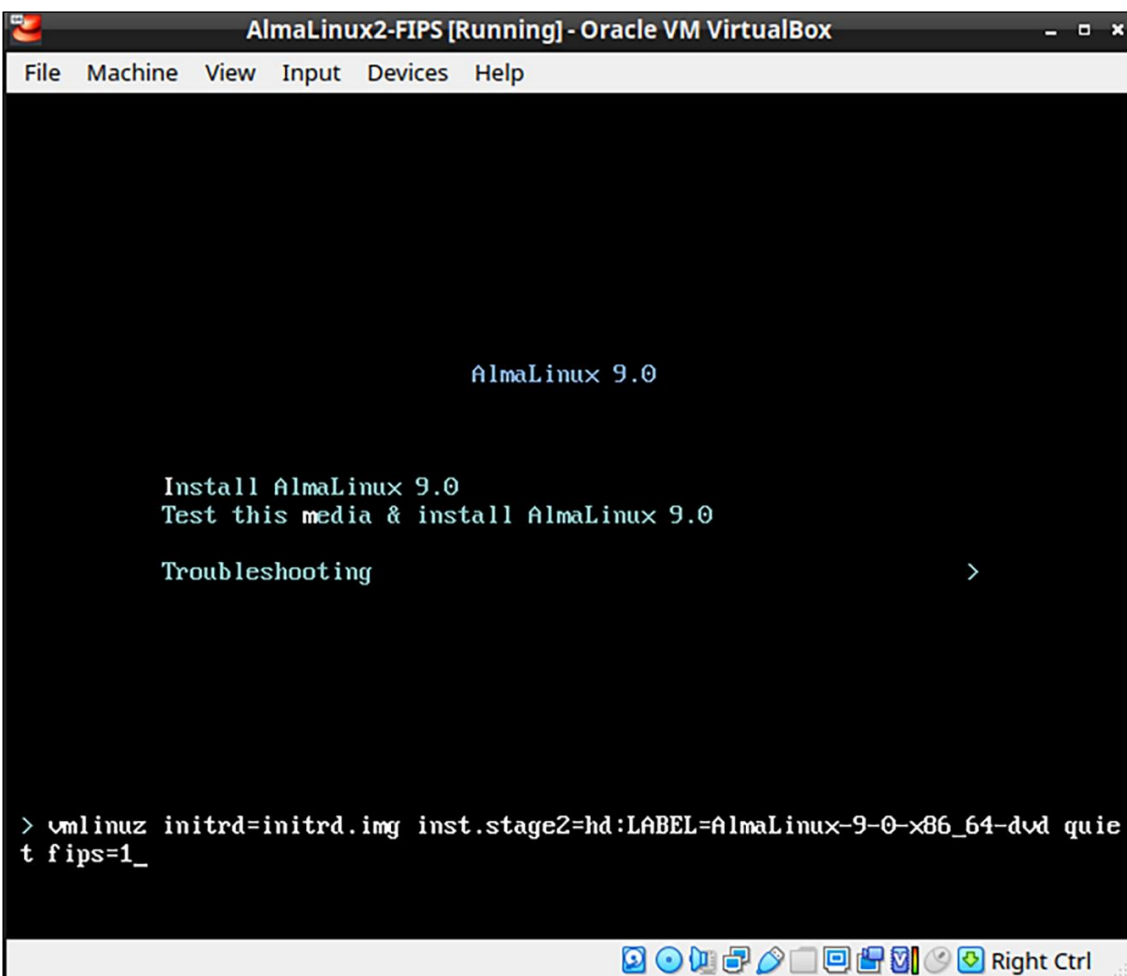 AlmaLinux2-FIPS [Running] - Oracle VM VirtualBox
File Machine View Input Devices Help
AlmaLinux 9.0
Install AlmaLinux 9.0
Test this media & install AlmaLinux 9.0
Troubleshooting >
> vmlinuz initrd=initrd.img inst.stage2=hd:LABEL=AlmaLinux-9-0-x86_64-dvd quie
t fips=1_
Right Ctrl